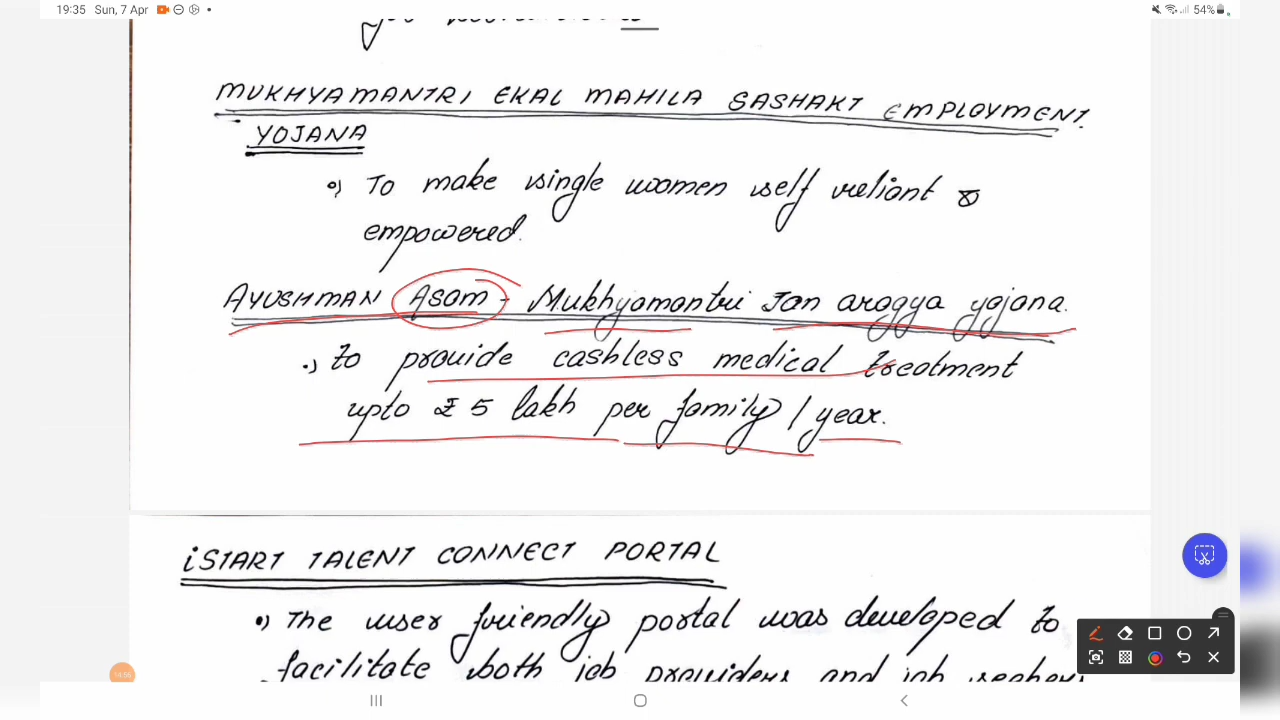 19:35 Sun, 7 Apr
54%
MUKHYAMANTRI EKAL MAHILA SASHAKT EMPLOYMENT
YOJANA
To make single women self reliant &
empowered.
AYUSHMAN Asom - Mukhyamantri Jan arogya yojana.
to provide cashless medical treatment
upto ₹5 lakh per family / year.
iSTART TALENT CONNECT PORTAL
The user friendly portal was developed to
facilitate both job providers and job seekers
14:56